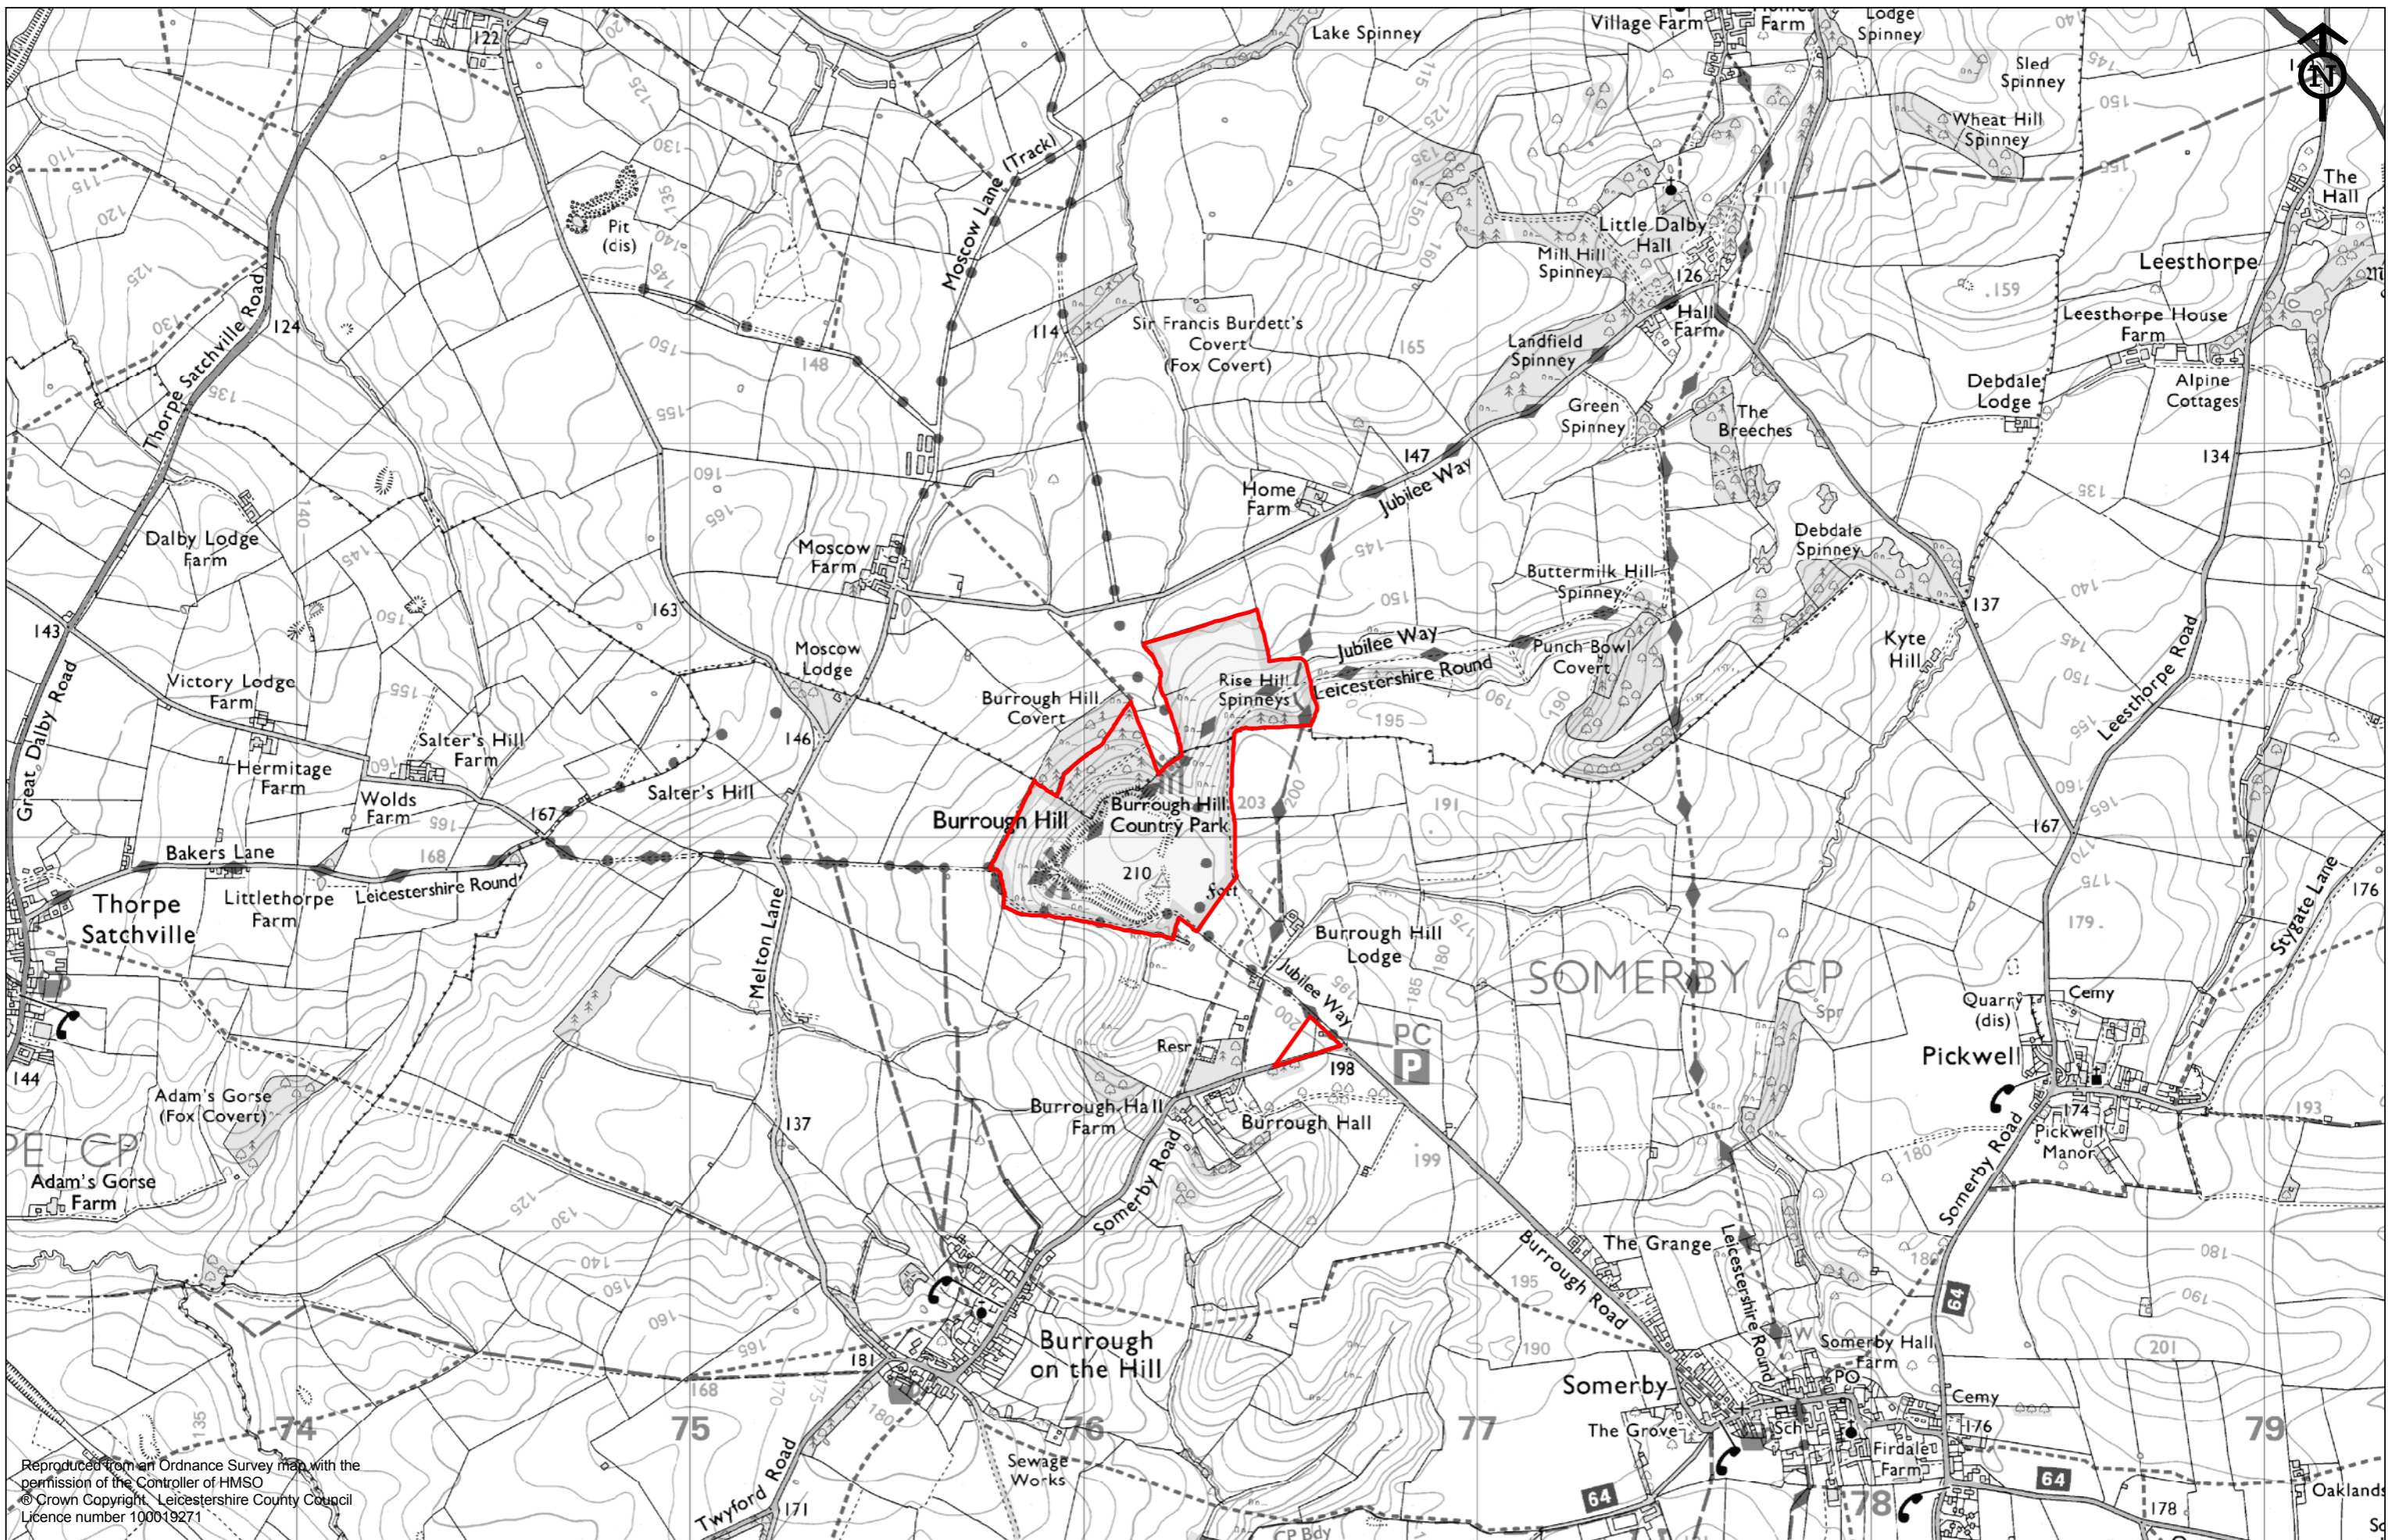 122
Lake Spinney
Village Farm
Farm
Lodge
Spinney
Sled
Spinney
Wheat Hill
Spinney
N
The
Hall
Pit
(dis)
Moscow Lane (Track)
Little Dalby
Hall
Mill Hill
Spinney
126
Hall
Farm
111
Leesthorpe
Leesthorpe House
Farm
159
Thorpe Satchville Road
124
148
114
Sir Francis Burdett's
Covert
(Fox Covert)
165
Landfield
Spinney
Green
Spinney
The
Breeches
Debdale
Lodge
Alpine
Cottages
134
147
Jubilee Way
Home
Farm
Dalby Lodge
Farm
Moscow
Farm
Debdale
Spinney
Buttermilk Hill
Spinney
137
143
163
Great Dalby Road
Victory Lodge
Farm
Moscow
Lodge
Jubilee Way
Leicestershire Round
Punch Bowl
Covert
Kyte
Hill
Leesthorpe Road
Burrough Hill
Covert
Rise Hill
Spinneys
Salter's Hill
Farm
146
Hermitage
Farm
Wolds
Farm
167
Salter's Hill
Burrough Hill
Burrough Hill
Country Park
203
191
167
Bakers Lane
168
Littlethorpe
Farm
Leicestershire Round
210
Fort
Thorpe
Satchville
Melton Lane
Burrough Hill
Lodge
Jubilee Way
SOMERBY CP
179
176
Stygate Lane
Quarry
(dis)
Cemy
Spr
Resr
PC
P
198
Pickwell
144
Adam's Gorse
(Fox Covert)
Burrough Hall
Farm
Burrough Hall
137
174
Pickwell
Manor
193
PE CP
Adam's Gorse
Farm
Somerby Road
199
Somerby Road
The Grange
Burrough Road
Leicestershire Round
64
Burrough
on the Hill
181
168
W
Somerby Hall
Farm
PO
201
Somerby
The Grove
Sch
Cemy
176
Firdale
Farm
74
75
76
77
78
79
Sewage
Works
Twyford Road
171
64
64
178
Oaklands
CP Bdy
Reproduced from an Ordnance Survey map with the
permission of the Controller of HMSO
® Crown Copyright. Leicestershire County Council
Licence number 100019271